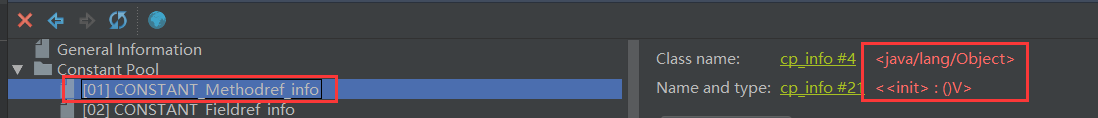 General Information
Constant Pool
[01] CONSTANT_Methodref_info
[02] CONSTANT_Fieldref_info
Class name: cp_info #4 <java/lang/Object>
Name and type: cp_info #21 <<init> : ()V>